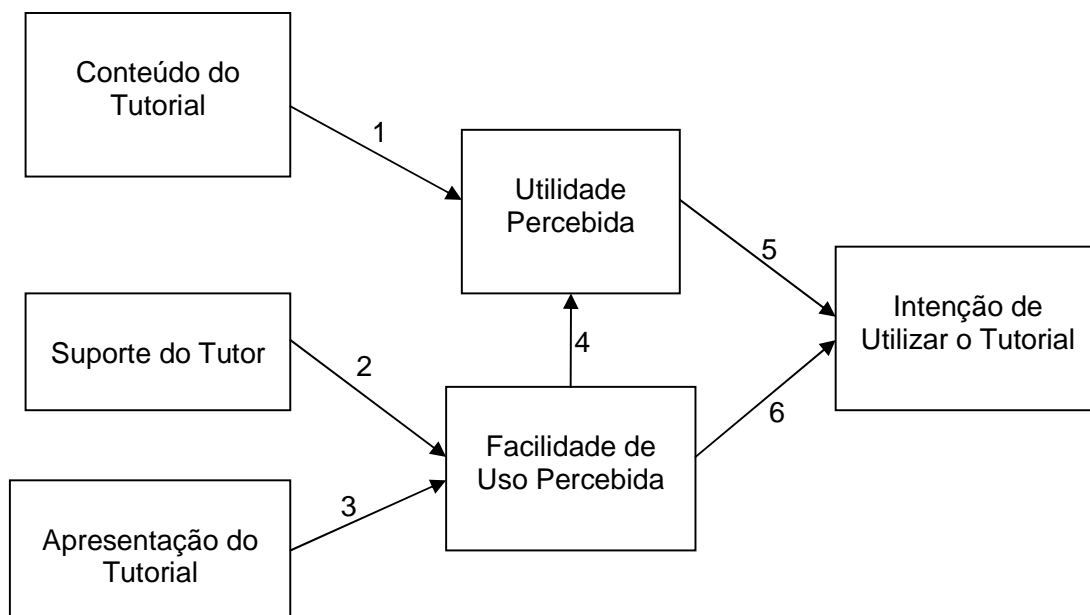 Conteúdo do
Tutorial
1
Utilidade
Percebida
5
Intenção de
Utilizar o Tutorial
Suporte do Tutor
2
4
Facilidade de
Uso Percebida
6
3
Apresentação do
Tutorial